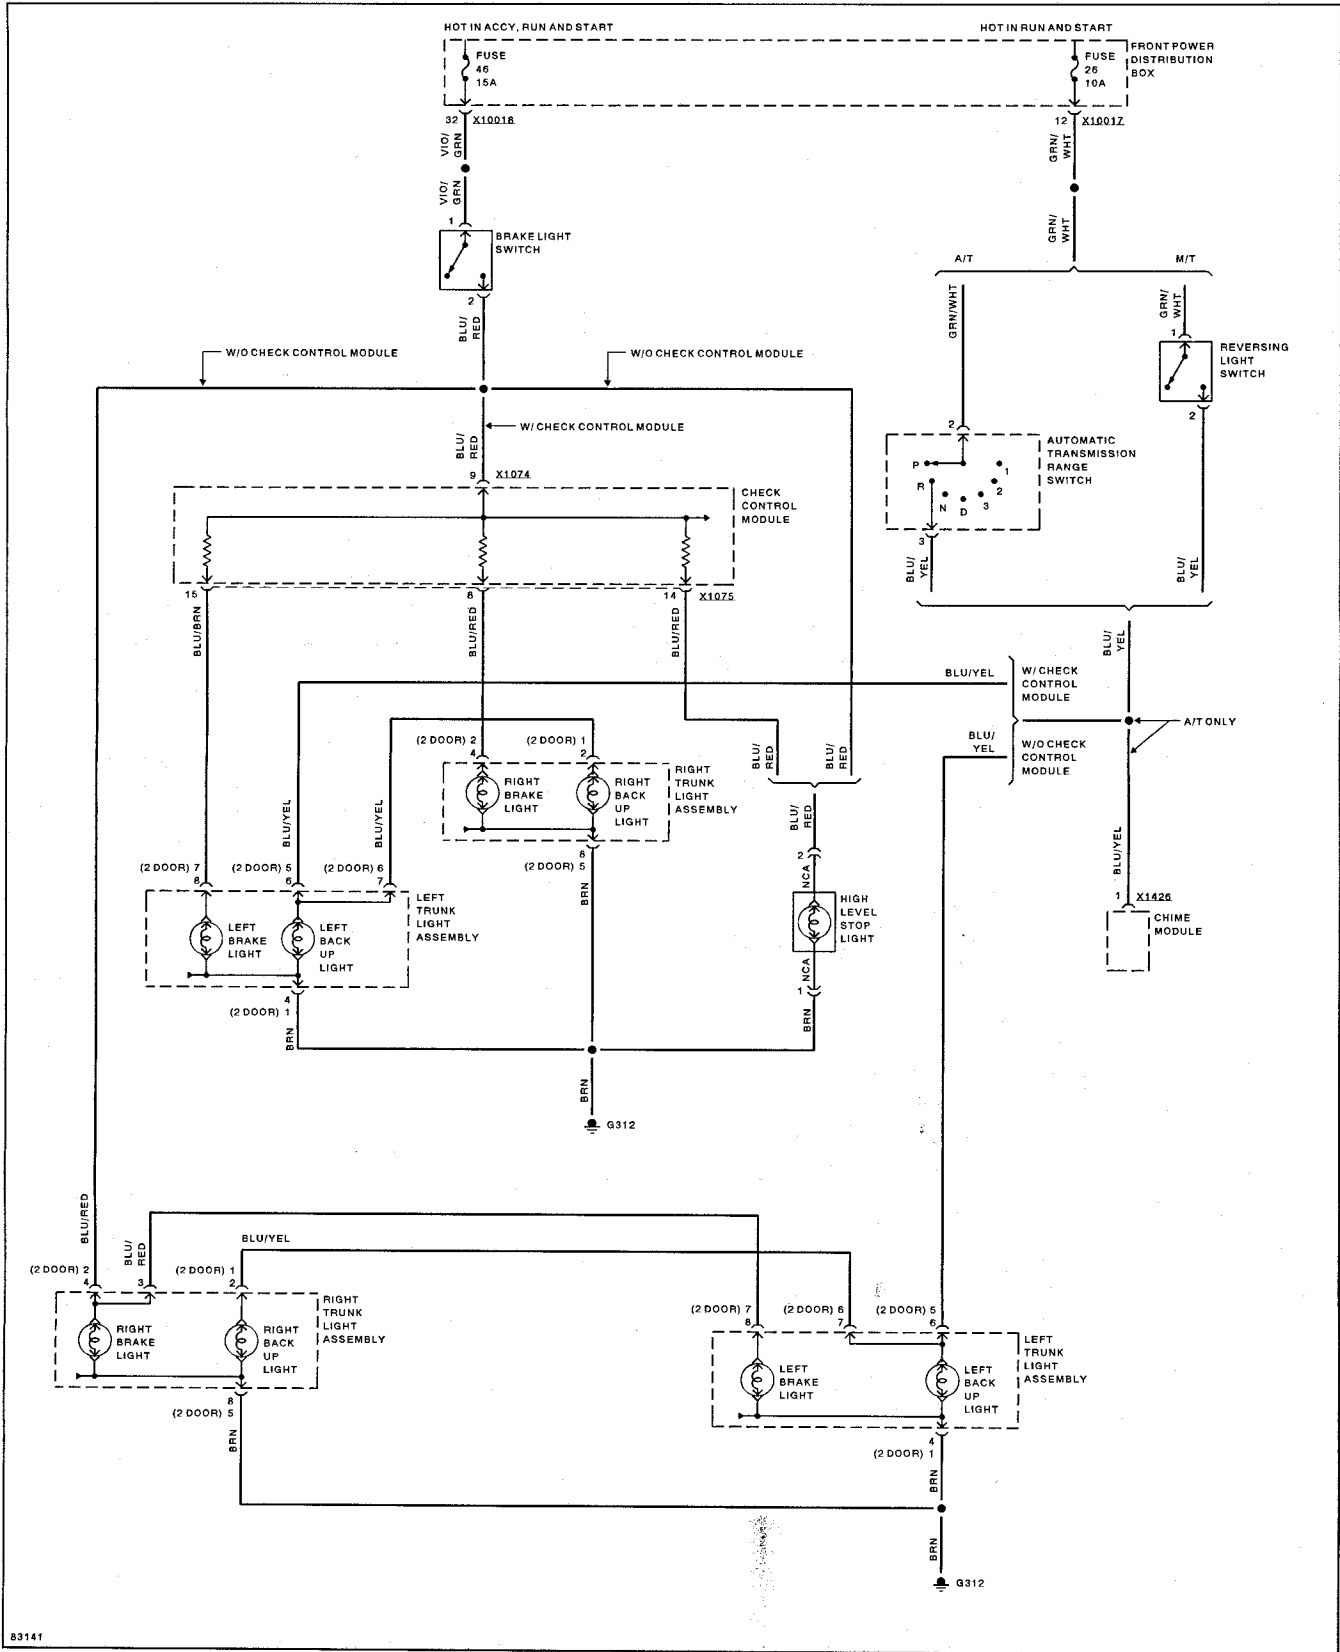 HOT IN ACCY, RUN AND START
HOT IN RUN AND START
FUSE
46
15A
FUSE
26
10A
FRONT POWER
DISTRIBUTION
BOX
32 X10018
12 X10017
VIO/
GRN
GRN/
WHT
VIO/
GRN
GRN/
WHT
1
BRAKE LIGHT
SWITCH
2
A/T
M/T
BLU/
RED
GRN/WHT
GRN/
WHT
1
REVERSING
LIGHT
SWITCH
2
W/O CHECK CONTROL MODULE
W/O CHECK CONTROL MODULE
W/ CHECK CONTROL MODULE
BLU/
RED
9 X1074
2
AUTOMATIC
TRANSMISSION
RANGE
SWITCH
P
R
N
D
3
2
1
3
CHECK
CONTROL
MODULE
BLU/
YEL
BLU/
YEL
15
8
14 X1075
BLU/BRN
BLU/RED
BLU/RED
BLU/
YEL
BLU/YEL
W/ CHECK
CONTROL
MODULE
A/T ONLY
BLU/
YEL
W/O CHECK
CONTROL
MODULE
(2 DOOR) 2
4
(2 DOOR) 1
2
BLU/
RED
BLU/
RED
RIGHT
BRAKE
LIGHT
RIGHT
BACK
UP
LIGHT
RIGHT
TRUNK
LIGHT
ASSEMBLY
BLU/YEL
BLU/YEL
BLU/
RED
BLU/YEL
8
(2 DOOR) 5
2
NCA
(2 DOOR) 7
8
(2 DOOR) 5
6
(2 DOOR) 6
7
BRN
1 X1426
LEFT
TRUNK
LIGHT
ASSEMBLY
HIGH
LEVEL
STOP
LIGHT
CHIME
MODULE
LEFT
BRAKE
LIGHT
LEFT
BACK
UP
LIGHT
NCA
1
4
(2 DOOR) 1
BRN
BRN
BRN
G312
BLU/RED
BLU/
RED
BLU/YEL
(2 DOOR) 2
4
3
(2 DOOR) 1
2
RIGHT
TRUNK
LIGHT
ASSEMBLY
RIGHT
BRAKE
LIGHT
RIGHT
BACK
UP
LIGHT
(2 DOOR) 7
8
(2 DOOR) 6
7
(2 DOOR) 5
6
LEFT
TRUNK
LIGHT
ASSEMBLY
LEFT
BRAKE
LIGHT
LEFT
BACK
UP
LIGHT
8
(2 DOOR) 5
BRN
4
(2 DOOR) 1
BRN
BRN
G312
83141